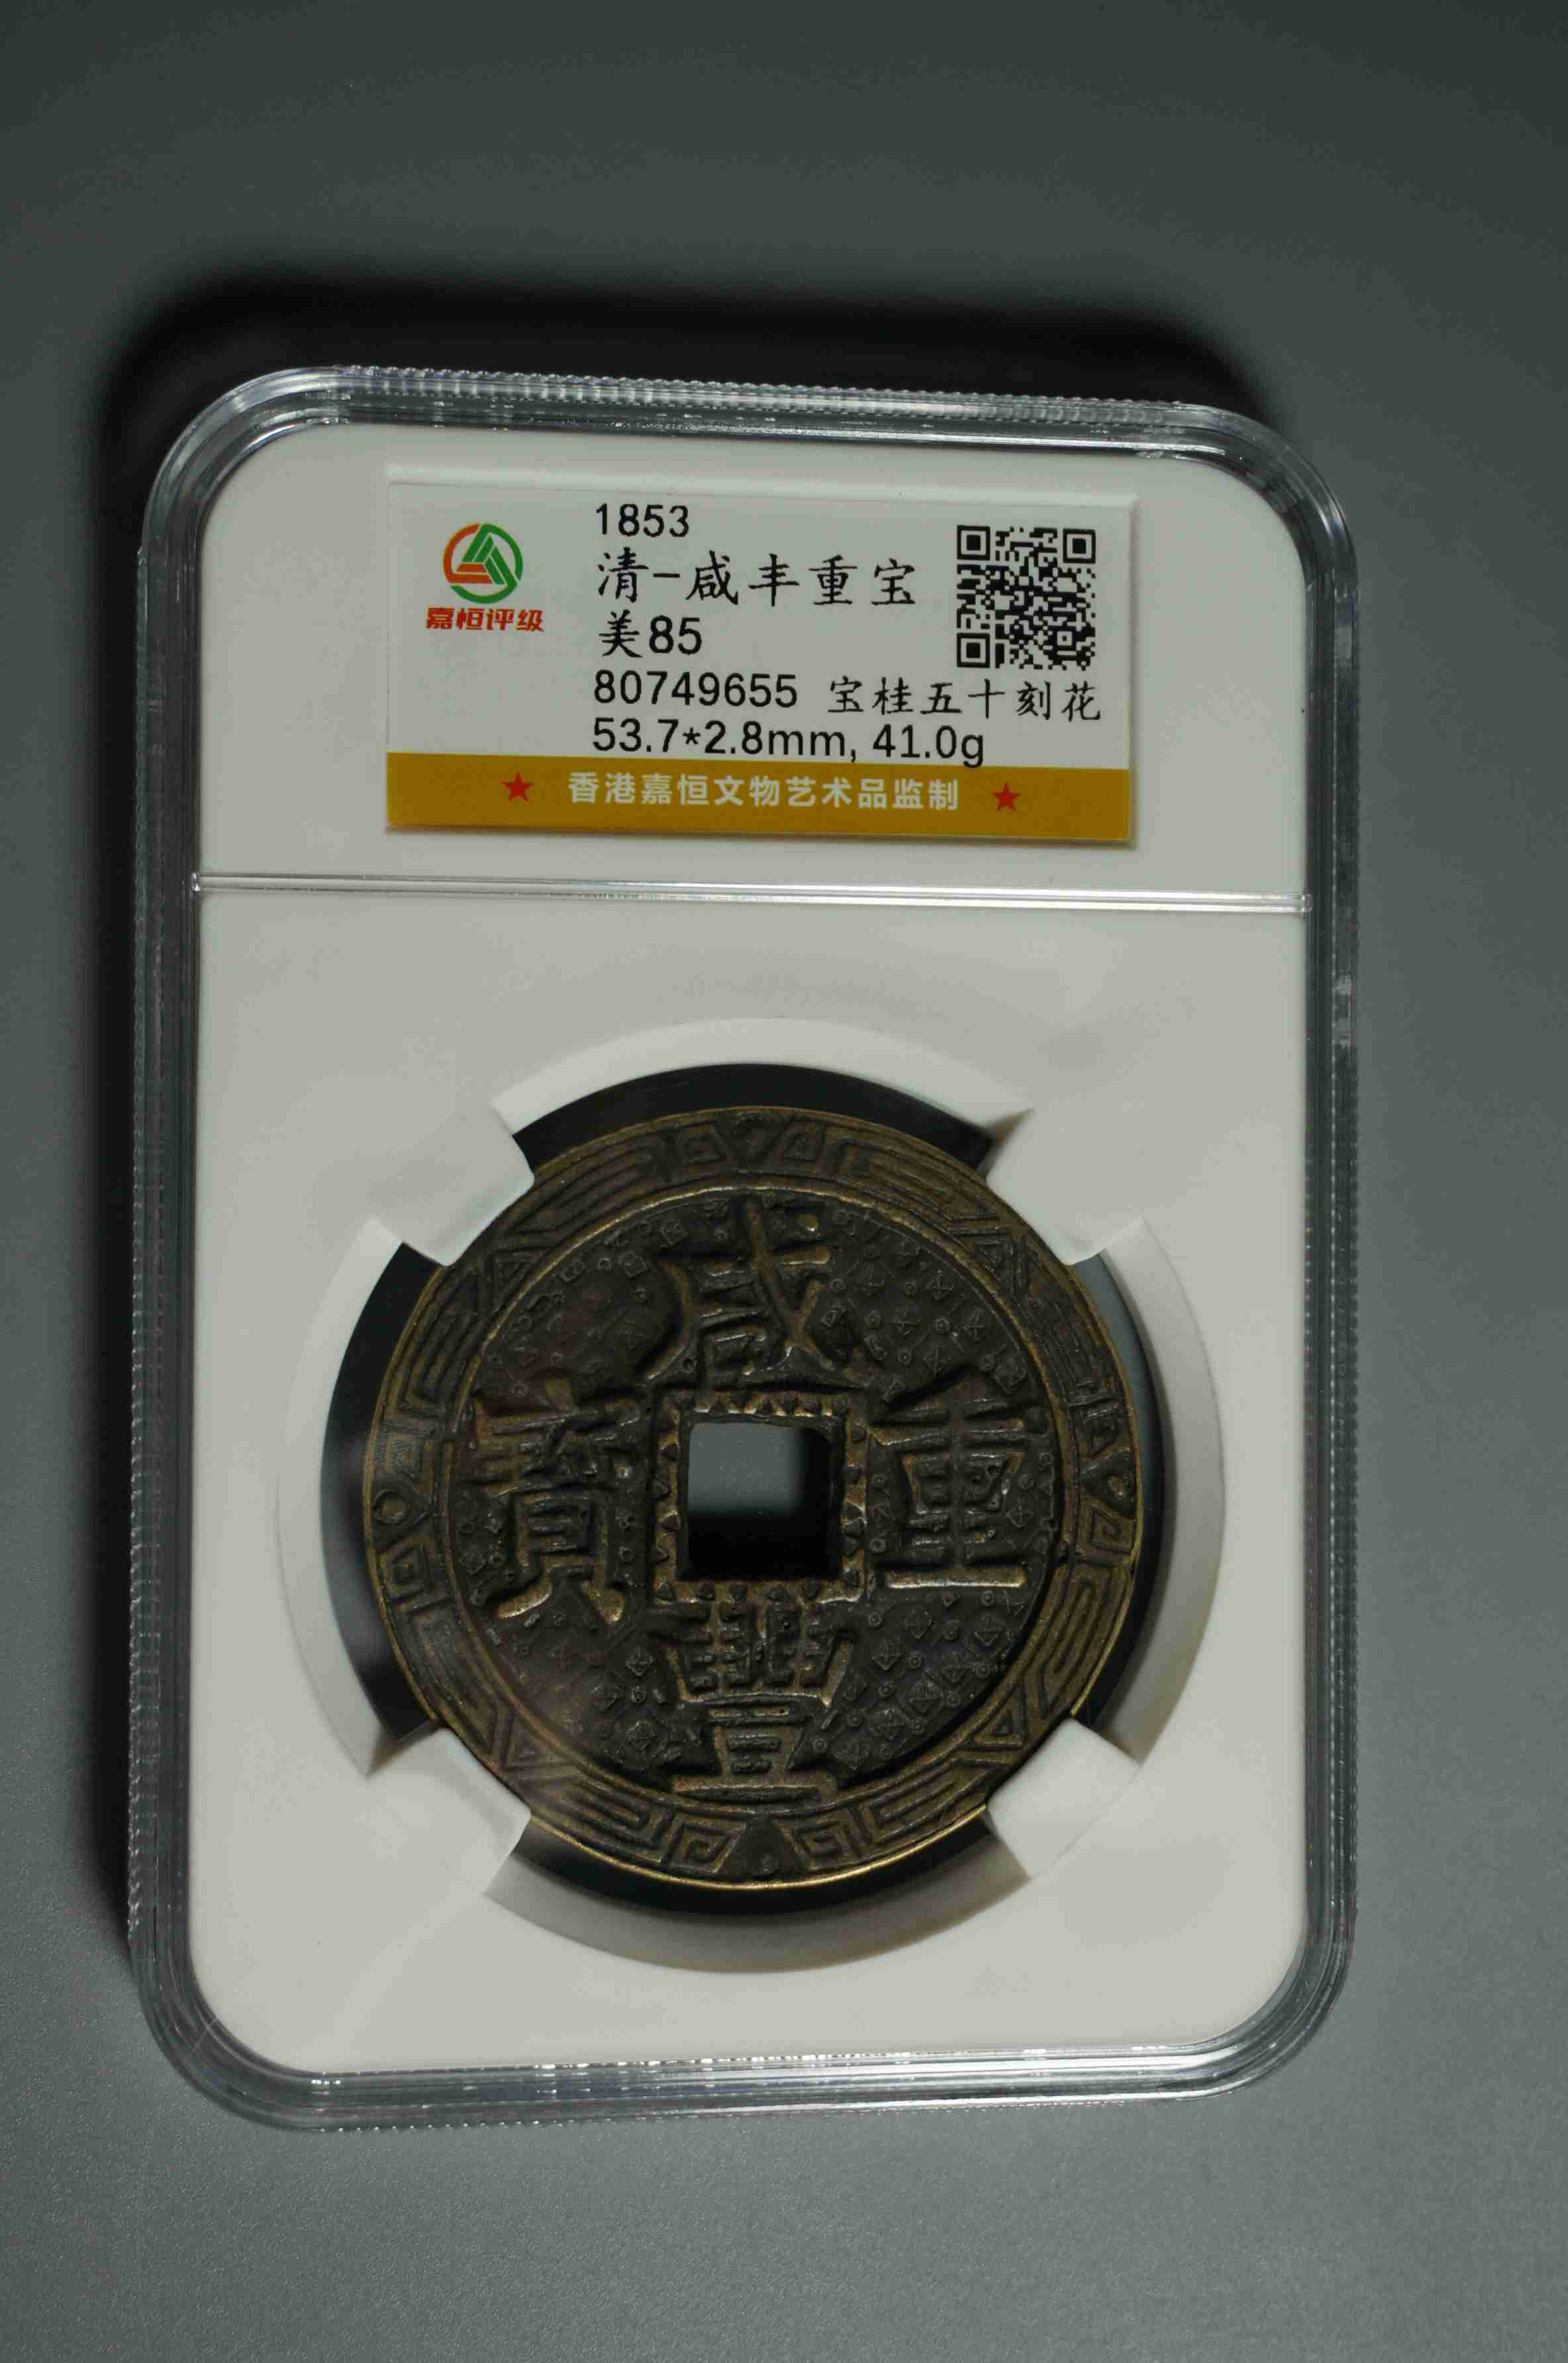 1853
清-咸丰重宝
美85
嘉恒评级
80749655 宝桂五十刻花
53.7*2.8mm, 41.0g
★ 香港嘉恒文物艺术品监制 ★
咸
寶 重
豐